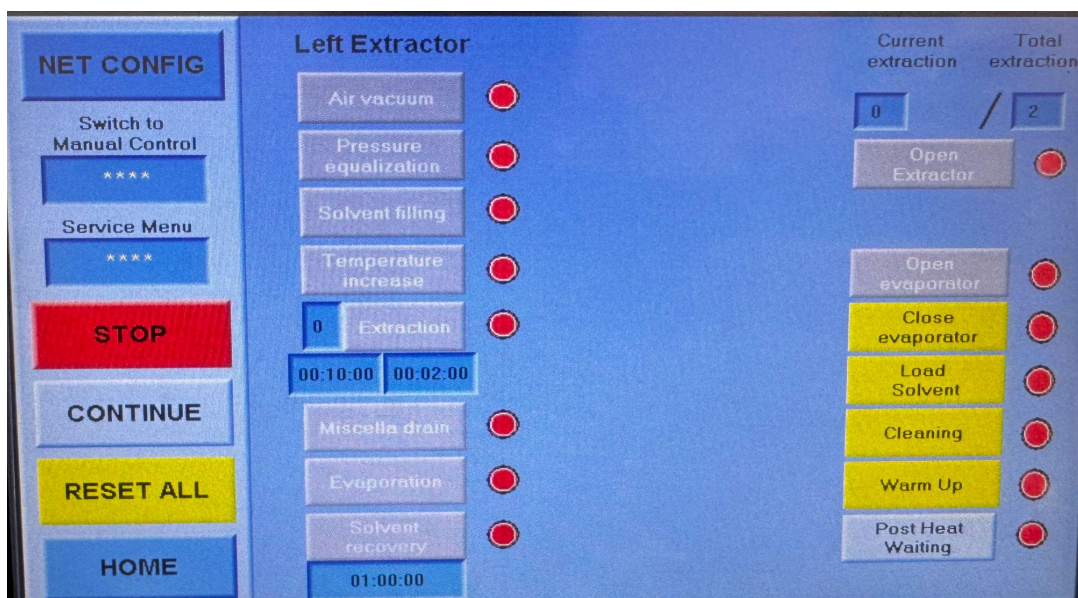 NET CONFIG
Switch to
Manual Control
****
Service Menu
****
STOP
CONTINUE
RESET ALL
HOME
Left Extractor
Air vacuum
Pressure
equalization
Solvent filling
Temperature
increase
0 Extraction
00:10:00 00:02:00
Miscella drain
Evaporation
Solvent
recovery
01:00:00
Current Total
extraction extraction
0 / 2
Open
Extractor
Open
evaporator
Close
evaporator
Load
Solvent
Cleaning
Warm Up
Post Heat
Waiting